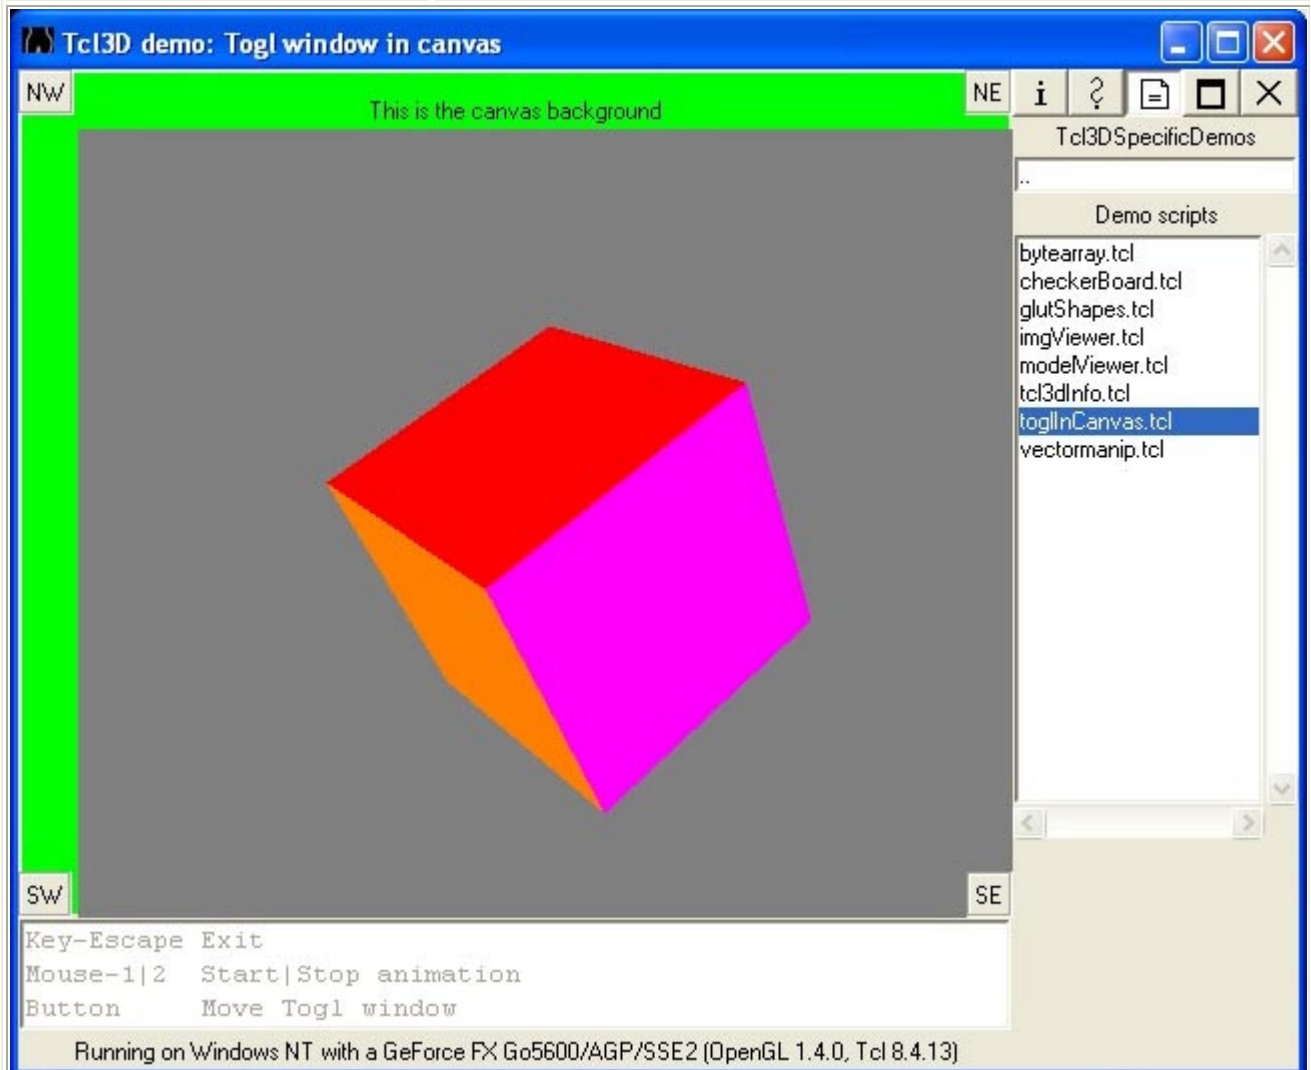 Tcl3D demo: Togl window in canvas
NW
This is the canvas background
NE
i
?
Tcl3DSpecificDemos
..
Demo scripts
bytearray.tcl
checkerBoard.tcl
glutShapes.tcl
imgViewer.tcl
modelViewer.tcl
tcl3dInfo.tcl
toglInCanvas.tcl
vectormanip.tcl
SW
SE
Key-Escape Exit
Mouse-1|2 Start|Stop animation
Button Move Togl window
Running on Windows NT with a GeForce FX Go5600/AGP/SSE2 (OpenGL 1.4.0, Tcl 8.4.13)